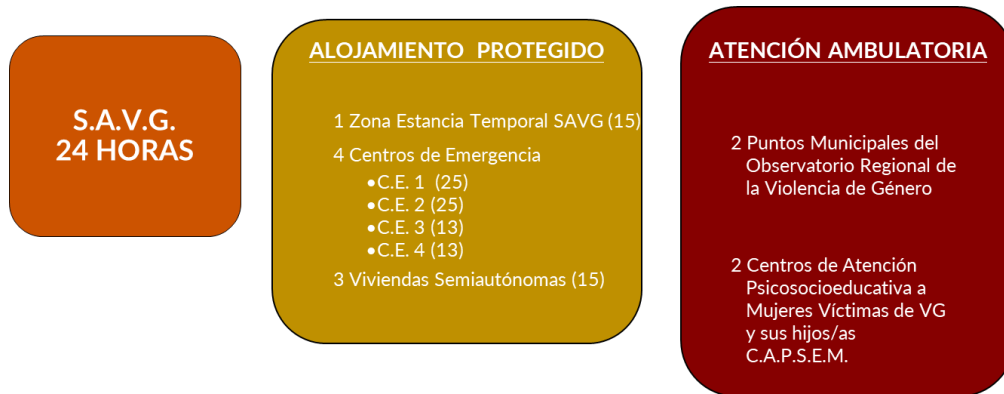 S.A.V.G.
24 HORAS
ALOJAMIENTO PROTEGIDO
1 Zona Estancia Temporal SAVG (15)
4 Centros de Emergencia
•C.E. 1 (25)
•C.E. 2 (25)
•C.E. 3 (13)
•C.E. 4 (13)
3 Viviendas Semiautónomas (15)
ATENCIÓN AMBULATORIA
2 Puntos Municipales del
Observatorio Regional de
la Violencia de Género
2 Centros de Atención
Psicosocioeducativa a
Mujeres Víctimas de VG
y sus hijos/as
C.A.P.S.E.M.